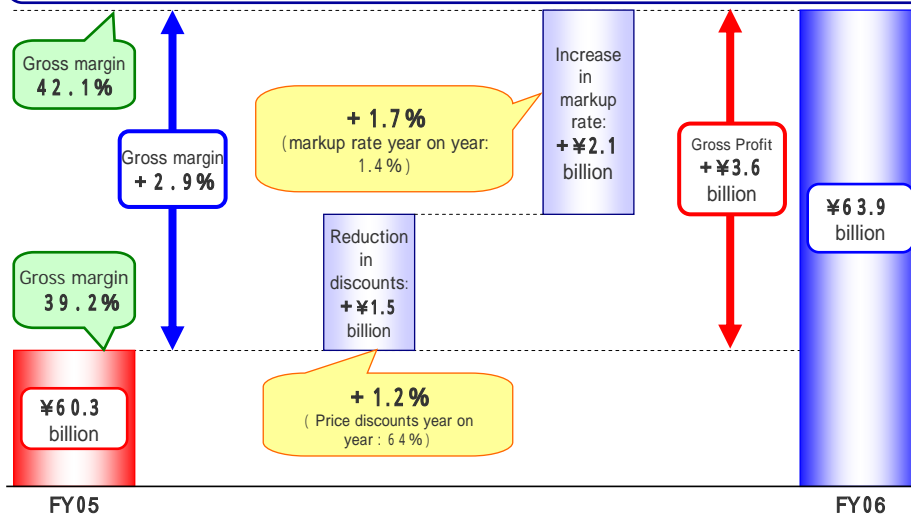 Gross margin
42.1%
Gross margin
+2.9%
Gross margin
39.2%
¥60.3
billion
FY05
+1.7%
(markup rate year on year:
1.4%)
Reduction
in
discounts:
+¥1.5
billion
+1.2%
( Price discounts year on
year : 64%)
Increase
in
markup
rate:
+¥2.1
billion
Gross Profit
+¥3.6
billion
¥63.9
billion
FY06